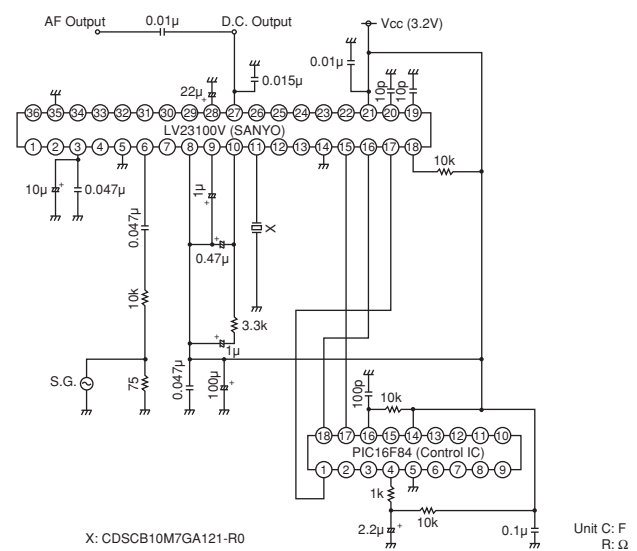 AF Output
0.01µ
D.C. Output
Vcc (3.2V)
0.01µ
0.015µ
22µ
+
10p
10p
36 35 34 33 32 31 30 29 28 27 26 25 24 23 22 21 20 19
LV23100V (SANYO)
1 2 3 4 5 6 7 8 9 10 11 12 13 14 15 16 17 18
10k
10µ
+
0.047µ
0.047µ
1µ
+
X
+
0.47µ
10k
3.3k
+
1µ
S.G.
75
0.047µ
100µ
+
100p
10k
18 17 16 15 14 13 12 11 10
PIC16F84 (Control IC)
1 2 3 4 5 6 7 8 9
1k
10k
2.2µ
+
0.1µ
X: CDSCB10M7GA121-R0
Unit C: F
R: Ω